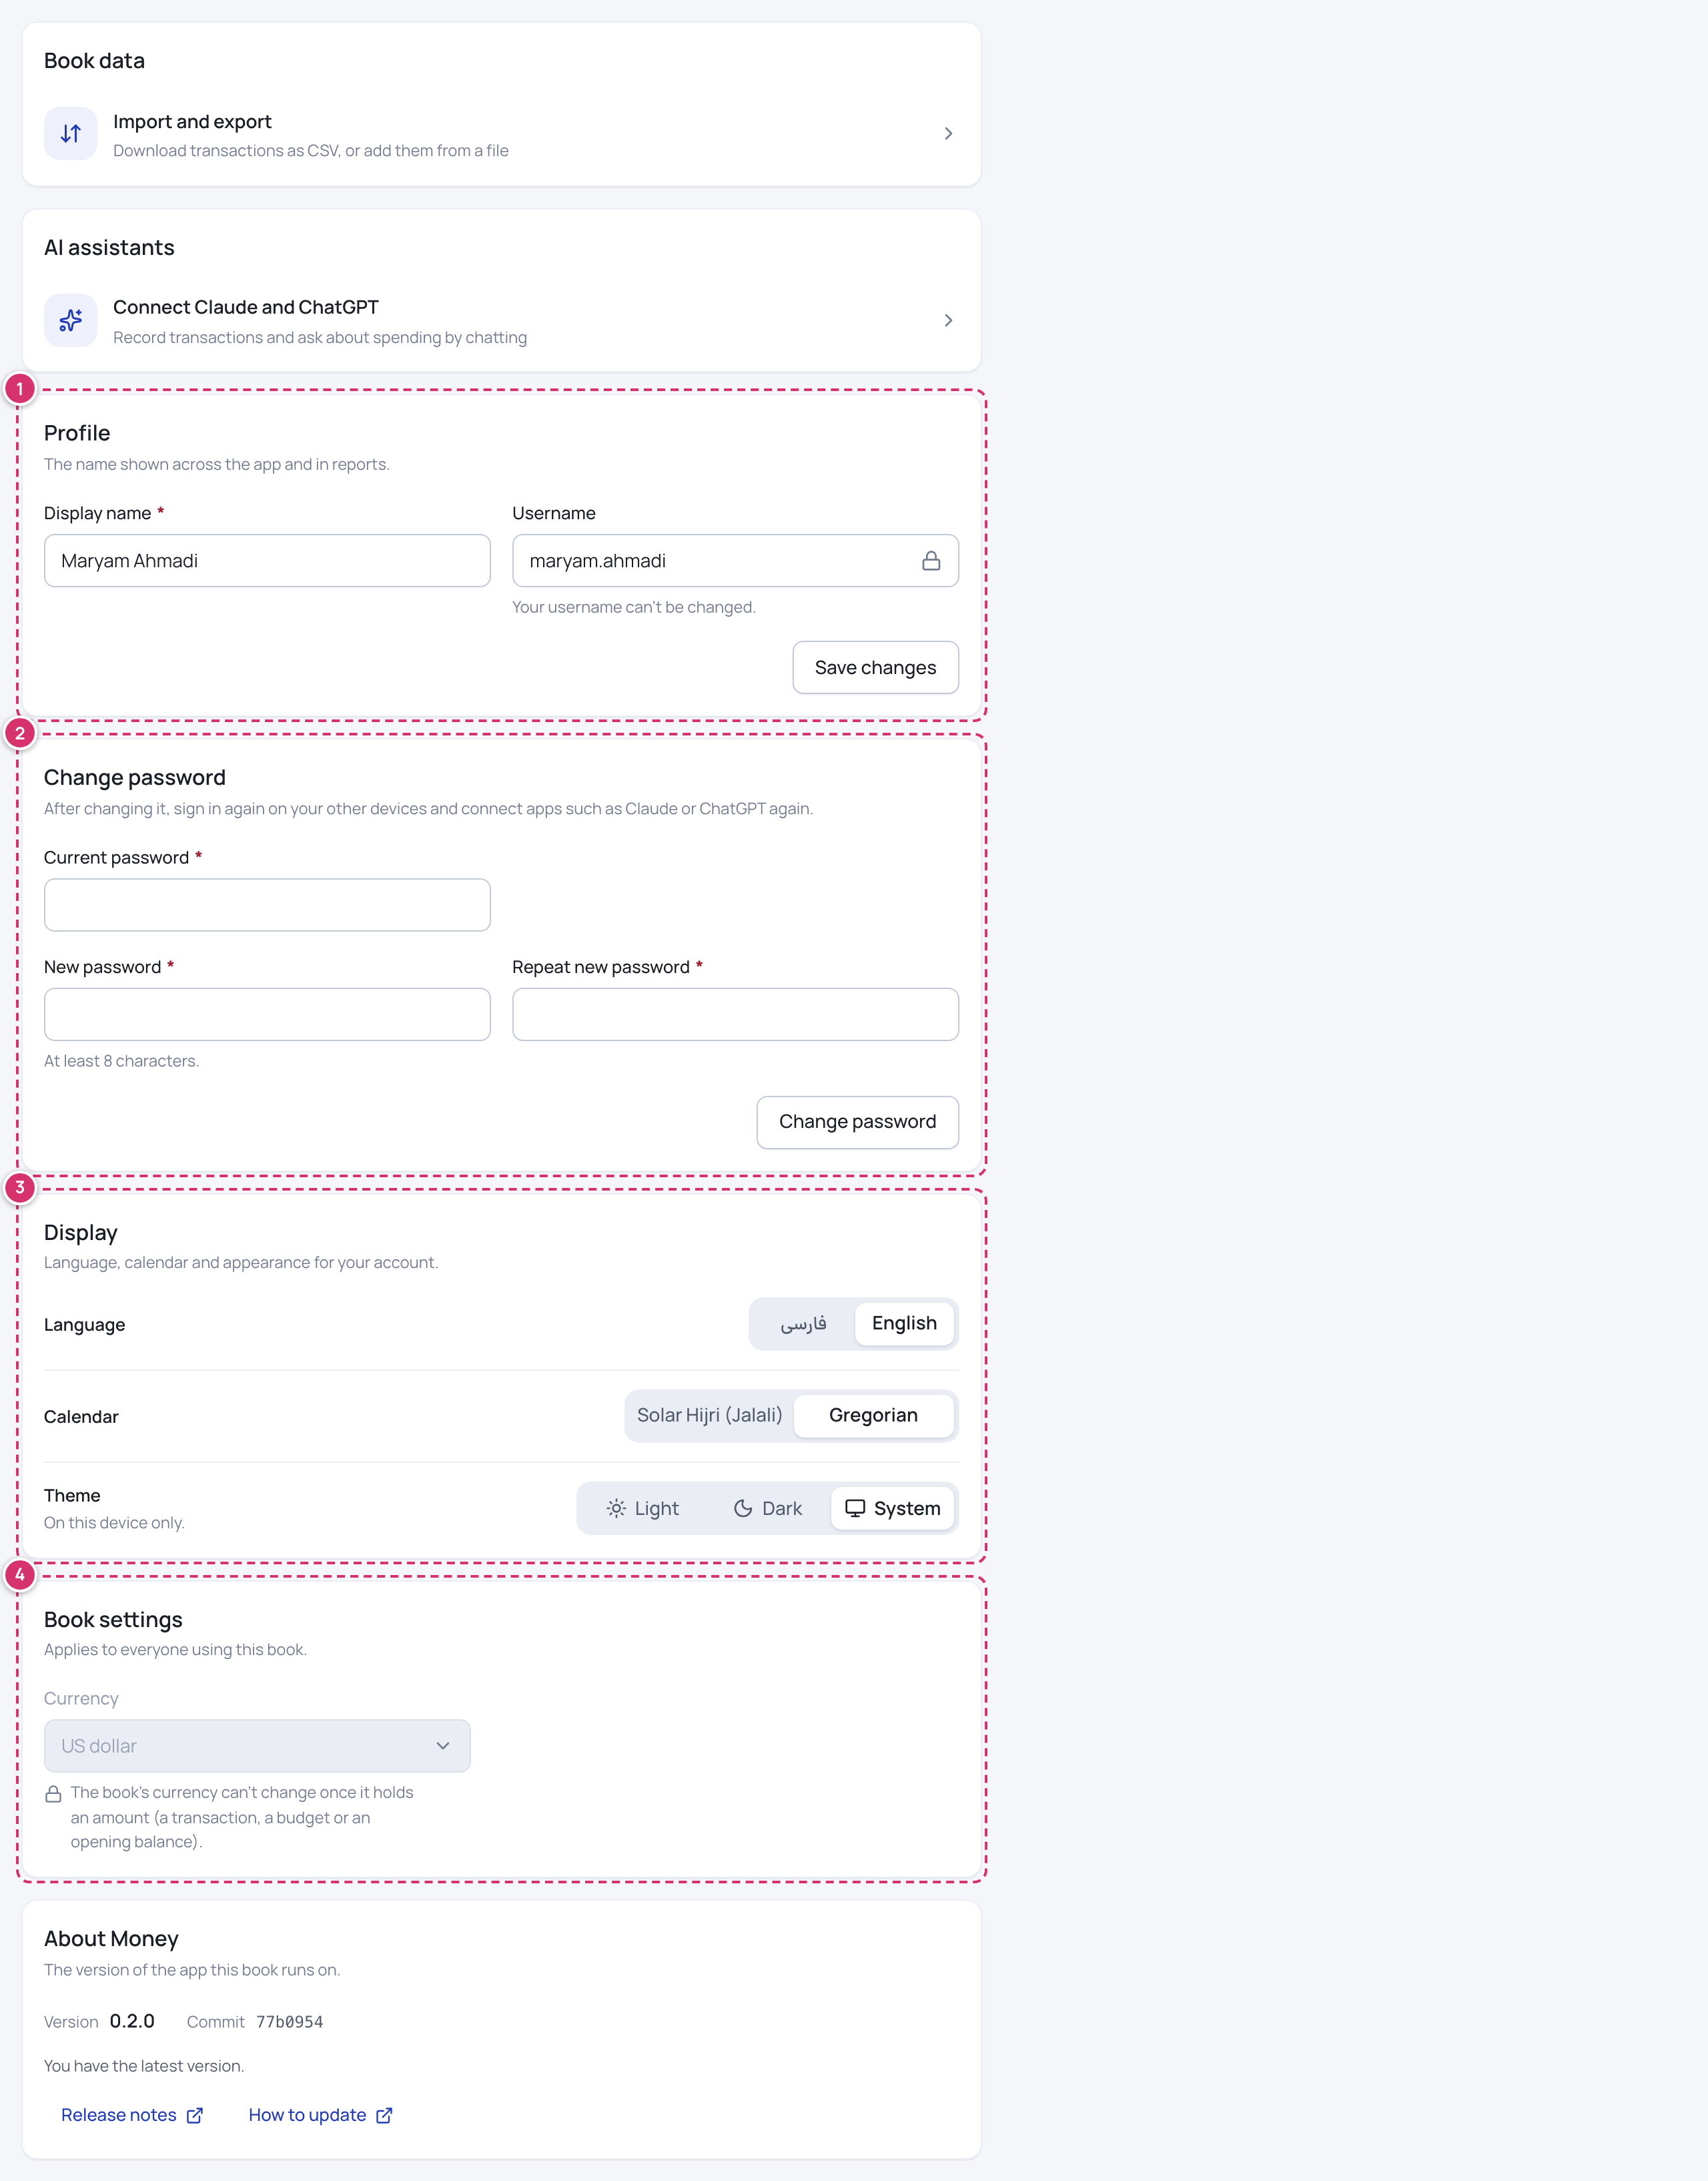 Book data
Import and export
Download transactions as CSV, or add them from a file
AI assistants
Connect Claude and ChatGPT
Record transactions and ask about spending by chatting
1
Profile
The name shown across the app and in reports.
Display name *
Username
Maryam Ahmadi
maryam.ahmadi
Your username can't be changed.
Save changes
2
Change password
After changing it, sign in again on your other devices and connect apps such as Claude or ChatGPT again.
Current password *
New password *
Repeat new password *
At least 8 characters.
Change password
3
Display
Language, calendar and appearance for your account.
Language
فارسی
English
Calendar
Solar Hijri (Jalali)
Gregorian
Theme
On this device only.
Light
Dark
System
4
Book settings
Applies to everyone using this book.
Currency
US dollar
The book's currency can't change once it holds
an amount (a transaction, a budget or an
opening balance).
About Money
The version of the app this book runs on.
Version 0.2.0 Commit 77b0954
You have the latest version.
Release notes
How to update